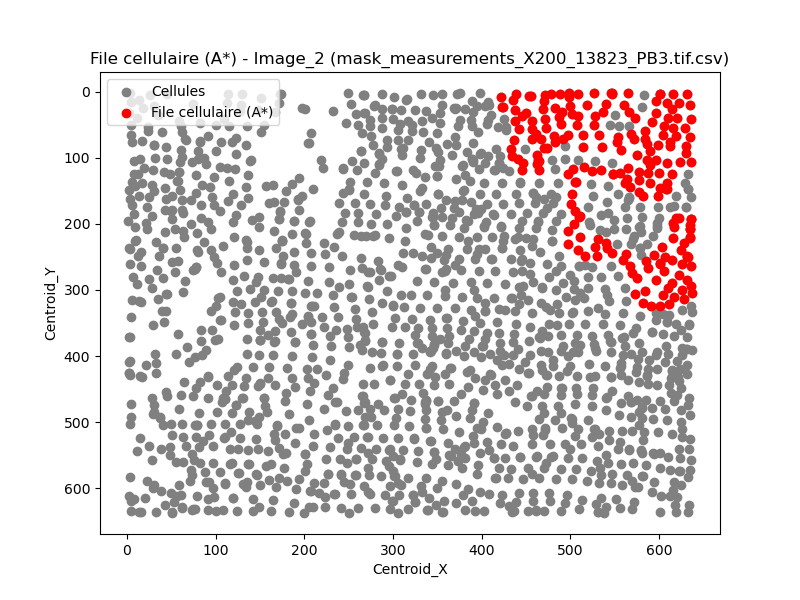 File cellulaire (A*) - Image_2 (mask_measurements_X200_13823_PB3.tif.csv)
Cellules
File cellulaire (A*)
0
100
200
300
400
500
600
Centroid_Y
0 100 200 300 400 500 600
Centroid_X